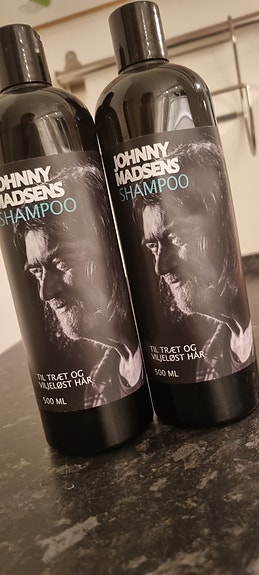 JOHNNY
MADSENS
SHAMPOO
TIL TRÆT OG
VILJELØST HÅR
500 ML
JOHNNY
MADSENS
SHAMPOO
TIL TRÆT OG
VILJELØST HÅR
500 ML